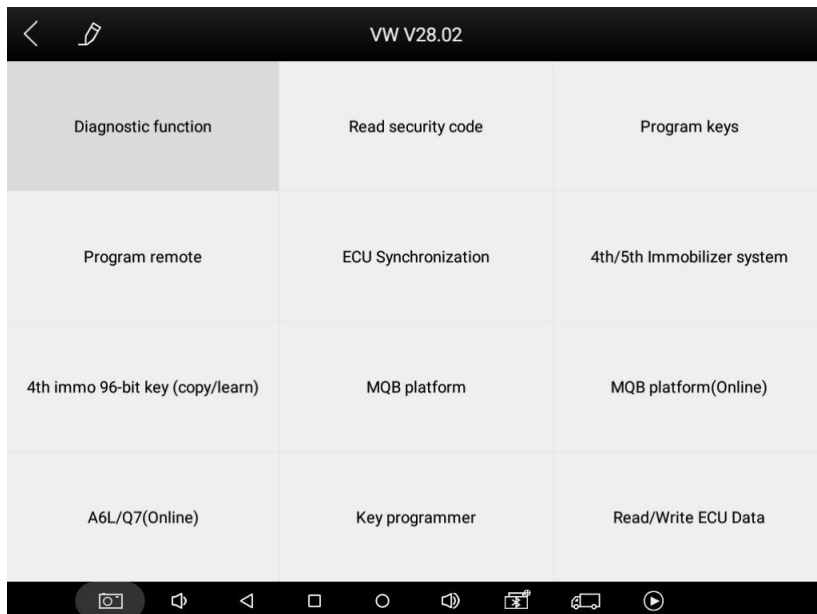 VW V28.02
Diagnostic function
Read security code
Program keys
Program remote
ECU Synchronization
4th/5th Immobilizer system
4th immo 96-bit key (copy/learn)
MQB platform
MQB platform(Online)
A6L/Q7(Online)
Key programmer
Read/Write ECU Data